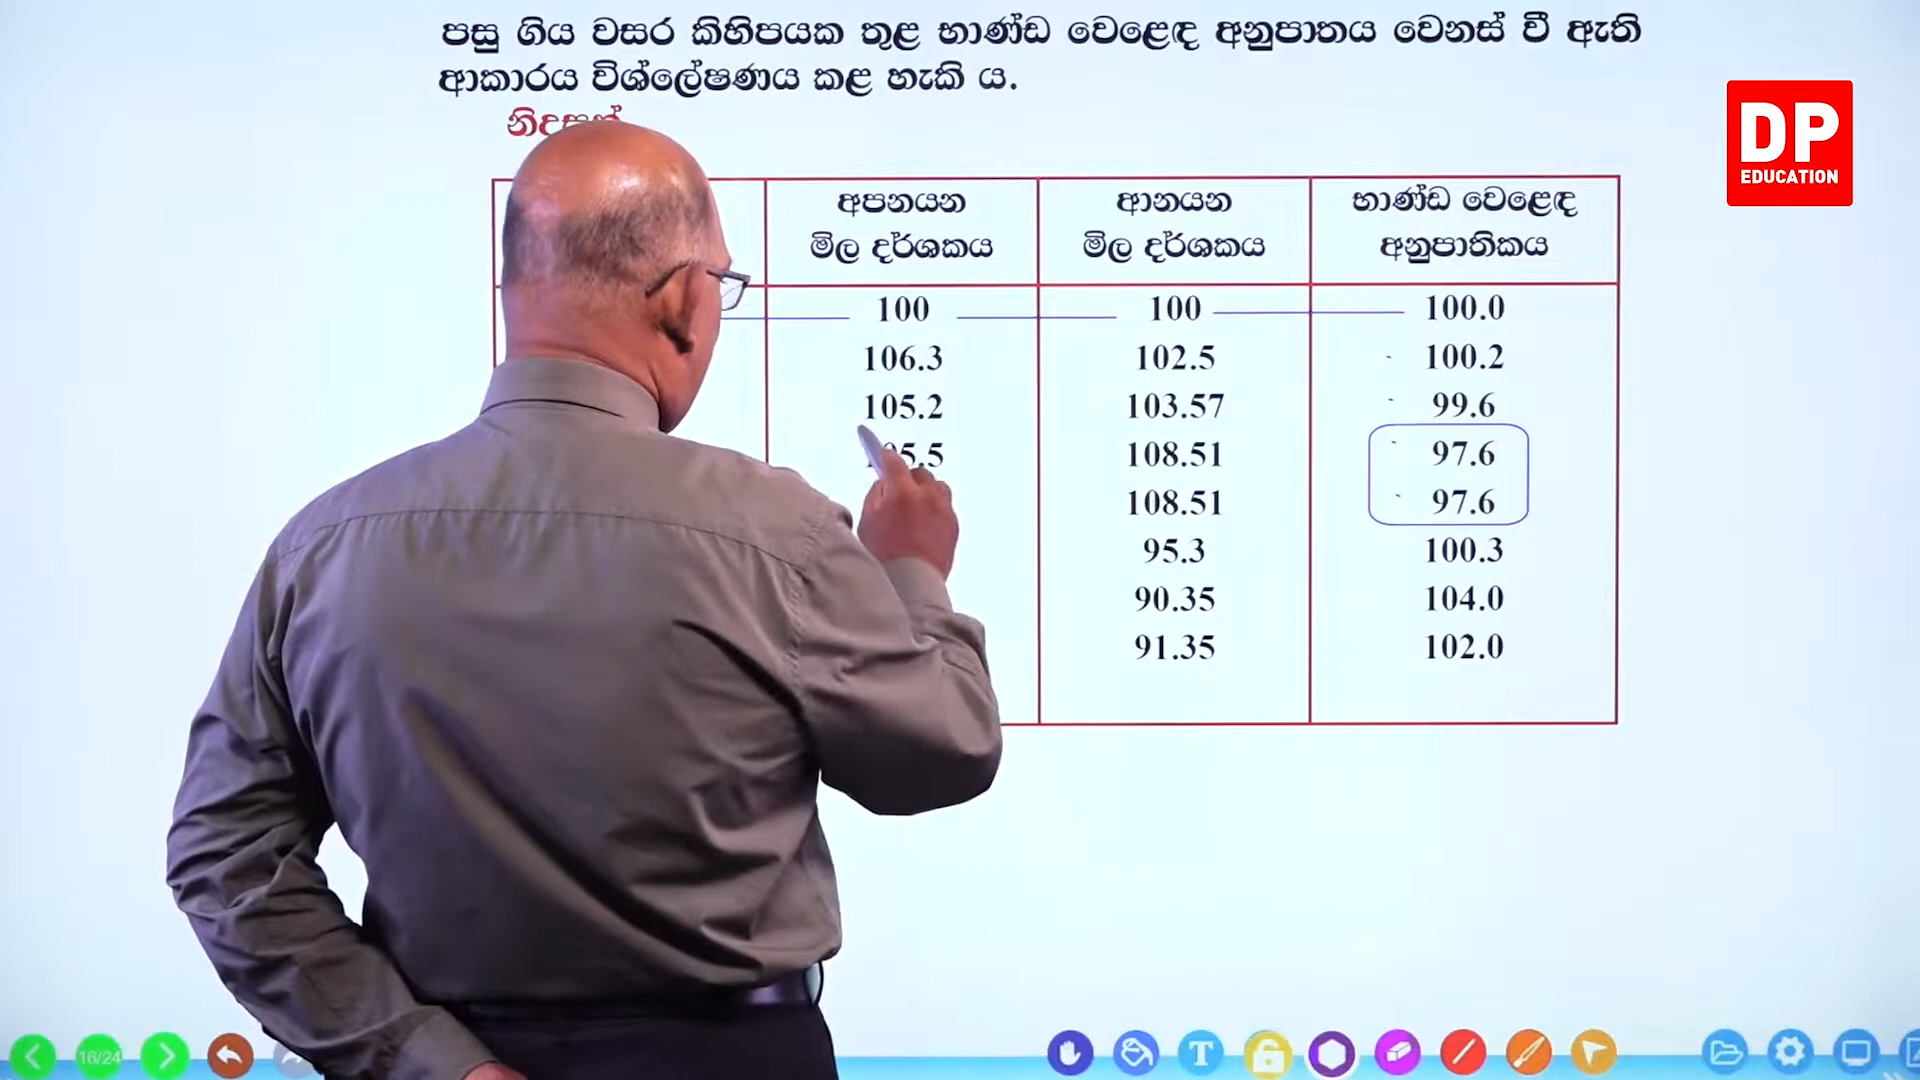 පසු ගිය වසර කිහිපයක තුළ භාණ්ඩ වෙළෙඳ අනුපාතය වෙනස් වී ඇති
ආකාරය විශ්ලේෂණය කළ හැකි ය.
DP
EDUCATION
අපනයන
මිල දර්ශකය
ආනයන
මිල දර්ශකය
භාණ්ඩ වෙළෙඳ
අනුපාතිකය
100 100 100.0
106.3 102.5 100.2
105.2 103.57 99.6
108.51 97.6
108.51 97.6
95.3 100.3
90.35 104.0
91.35 102.0
16/24
T